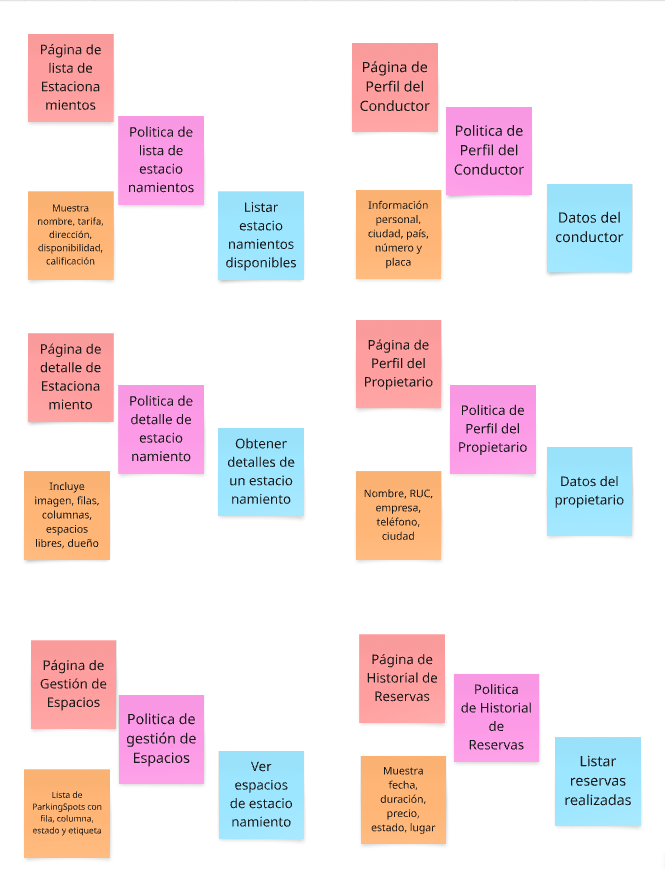 Página de
lista de
Estaciona
mientos
Politica de
lista de
estacio
namientos
Muestra
nombre, tarifa,
dirección,
disponibilidad,
calificación
Listar
estacio
namientos
disponibles
Página de
Perfil del
Conductor
Politica de
Perfil del
Conductor
Información
personal,
ciudad, país,
número y
placa
Datos del
conductor
Página de
detalle de
Estaciona
miento
Politica de
detalle de
estacio
namiento
Obtener
detalles de
un estacio
namiento
Incluye
imagen, filas,
columnas,
espacios
libres, dueño
Página de
Perfil del
Propietario
Politica de
Perfil del
Propietario
Datos del
propietario
Nombre, RUC,
empresa,
teléfono,
ciudad
Página de
Gestión de
Espacios
Politica de
gestión de
Espacios
Ver
espacios
de estacio
namiento
Lista de
ParkingSpots con
fila, columna,
estado y etiqueta
Página de
Historial de
Reservas
Politica
de Historial
de
Reservas
Listar
reservas
realizadas
Muestra
fecha,
duración,
precio,
estado, lugar